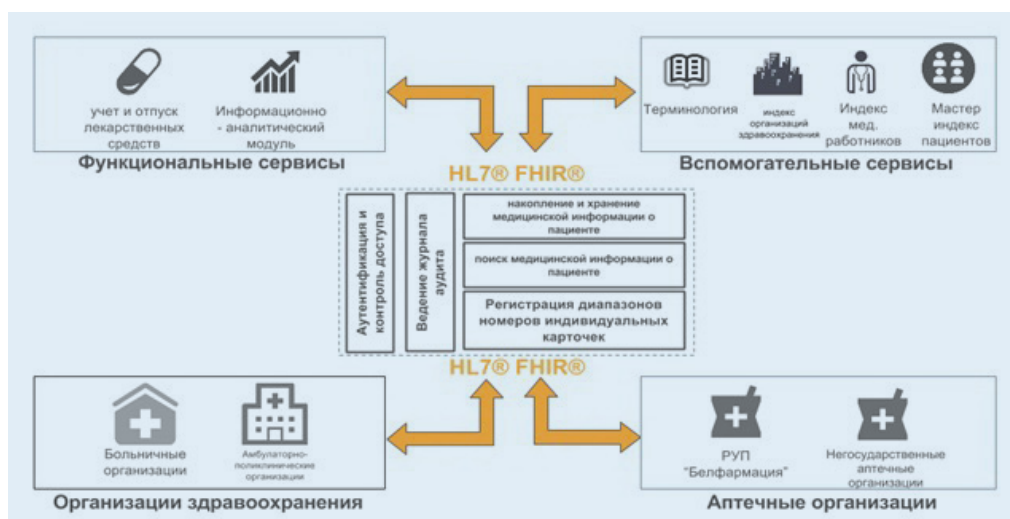 учет и отпуск
лекарственных
средств
Информационно
- аналитический
модуль
Функциональные сервисы
Терминология
индекс
организаций
здравоохранения
Индекс
мед.
работников
Мастер
индекс
пациентов
Вспомогательные сервисы
HL7® FHIR®
Аутентификация и
контроль доступа
Ведение журнала
аудита
накопление и хранение
медицинской информации о
пациенте
поиск медицинской информации о
пациенте
Регистрация диапазонов
номеров индивидуальных
карточек
HL7® FHIR®
Больничные
организации
Амбулаторно-
поликлинические
организации
Организации здравоохранения
РУП
"Белфармация"
Негосударственные
аптечные
организации
Аптечные организации